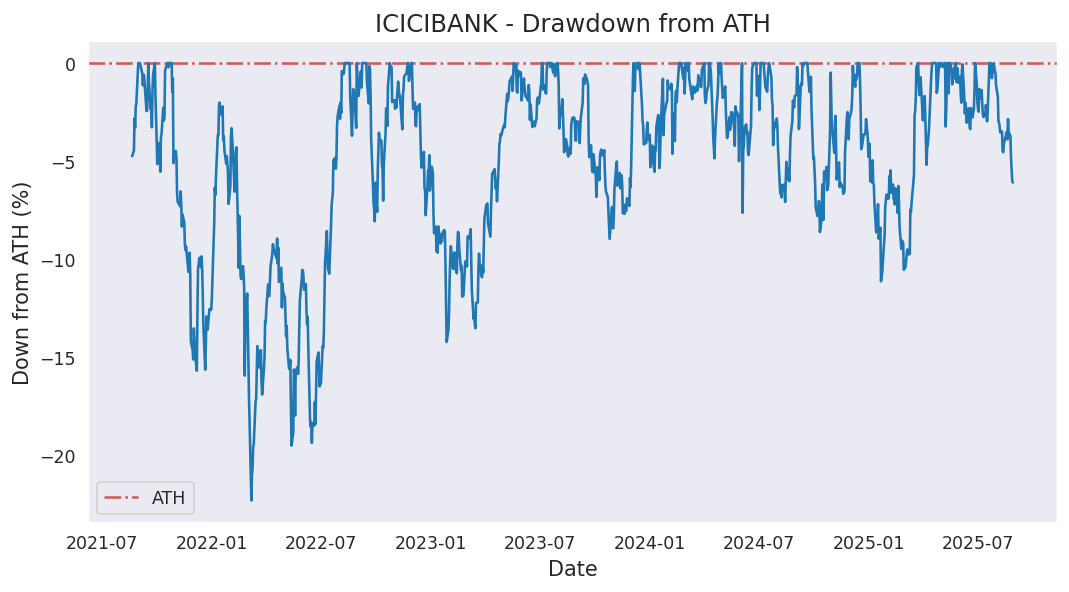 ICICIBANK - Drawdown from ATH
Down from ATH (%)
0
−5
−10
−15
−20
ATH
2021-07 2022-01 2022-07 2023-01 2023-07 2024-01 2024-07 2025-01 2025-07
Date